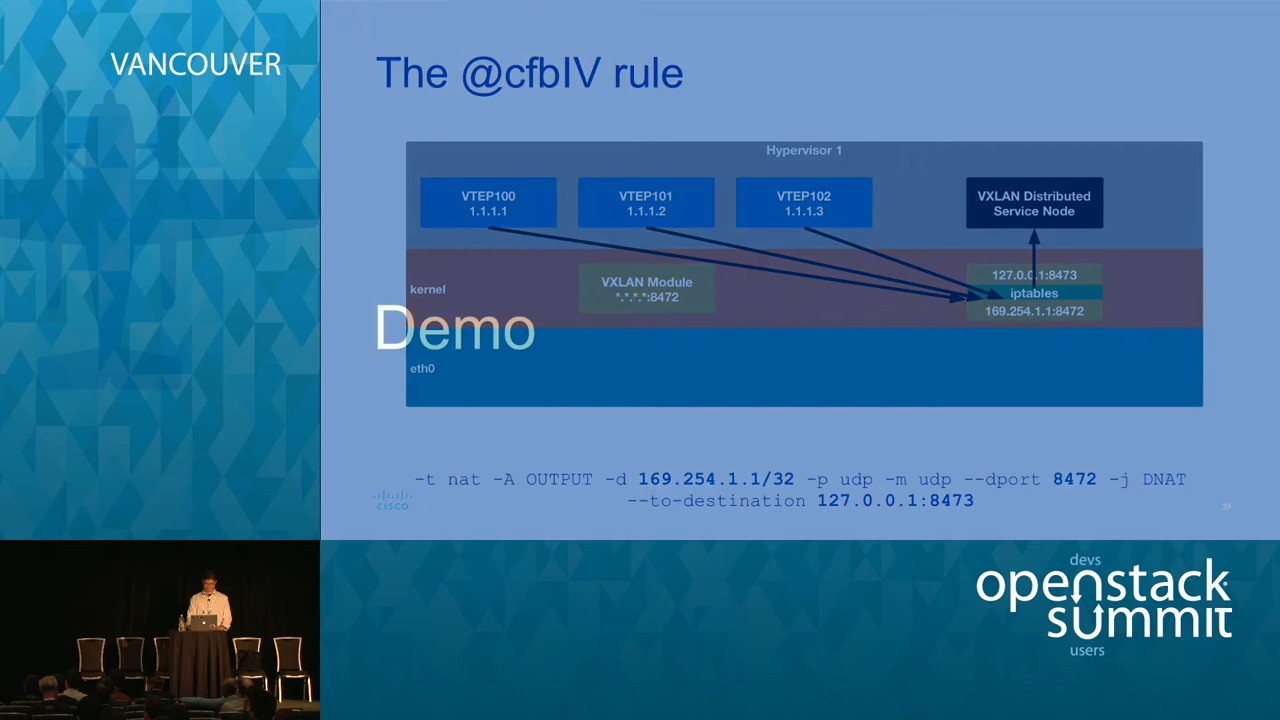 VANCOUVER
The @cfbIV rule
Hypervisor 1
VTEP100
1.1.1.1
VTEP101
1.1.1.2
VTEP102
1.1.1.3
VXLAN Distributed
Service Node
kernel
VXLAN Module
*.*.*.*:8472
127.0.0.1:8473
iptables
169.254.1.1:8472
Demo
eth0
-t nat -A OUTPUT -d 169.254.1.1/32 -p udp -m udp --dport 8472 -j DNAT
--to-destination 127.0.0.1:8473
cisco
39
devs
openstack
summit
users